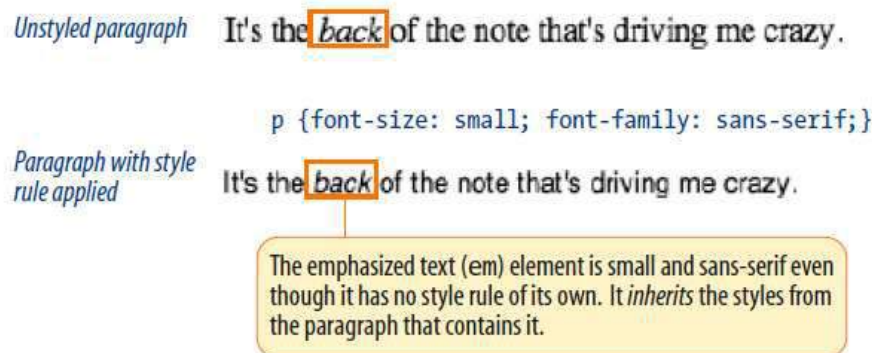 Unstyled paragraph It's the back of the note that's driving me crazy.
p {font-size: small; font-family: sans-serif;}
Paragraph with style
rule applied
It's the back of the note that's driving me crazy.
The emphasized text (em) element is small and sans-serif even
though it has no style rule of its own. It inherits the styles from
the paragraph that contains it.